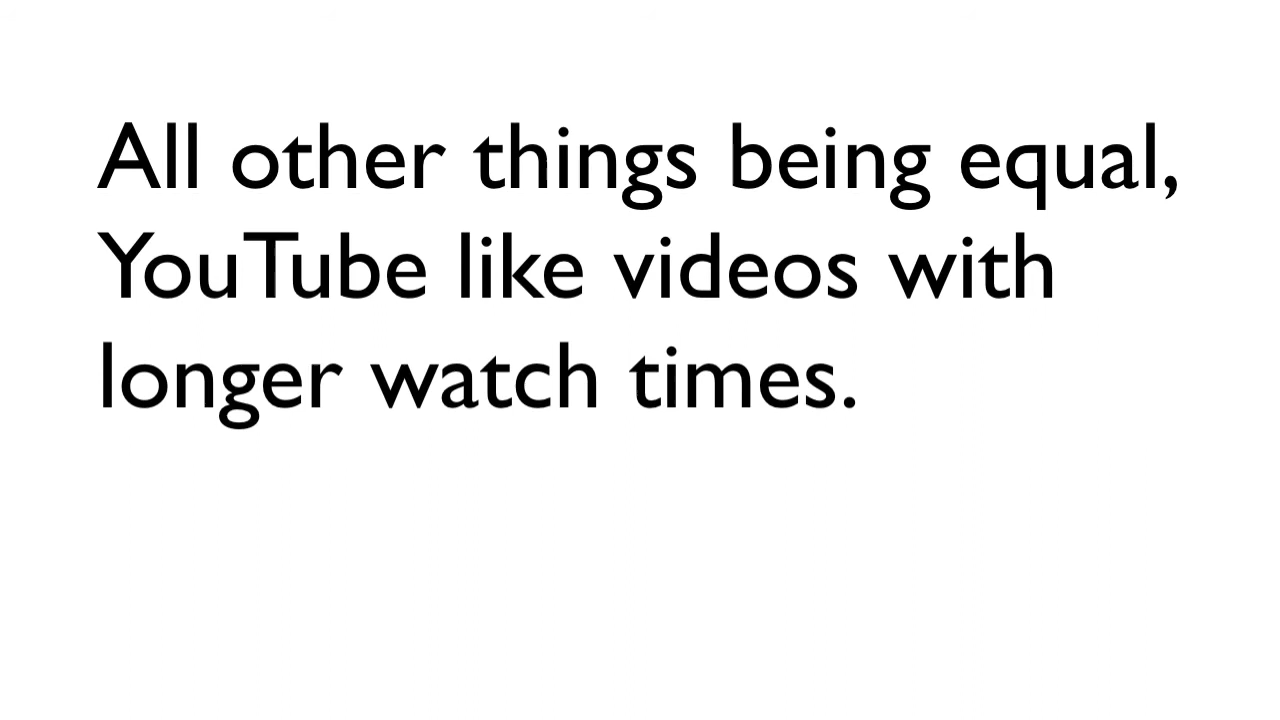 All other things being equal,
YouTube like videos with
longer watch times.